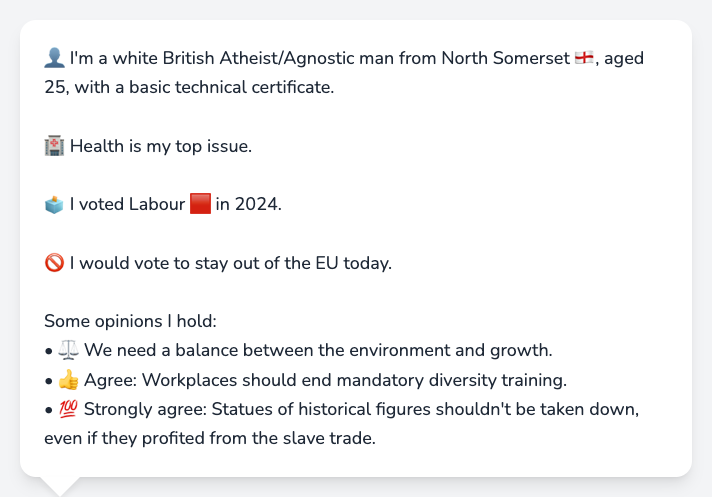 👤 I'm a white British Atheist/Agnostic man from North Somerset 🏴󠁧󠁢󠁥󠁮󠁧󠁿, aged
25, with a basic technical certificate.
🏥 Health is my top issue.
🗳️ I voted Labour 🟥 in 2024.
🚫 I would vote to stay out of the EU today.
Some opinions I hold:
• ⚖️ We need a balance between the environment and growth.
• 👍 Agree: Workplaces should end mandatory diversity training.
• 💯 Strongly agree: Statues of historical figures shouldn't be taken down,
even if they profited from the slave trade.